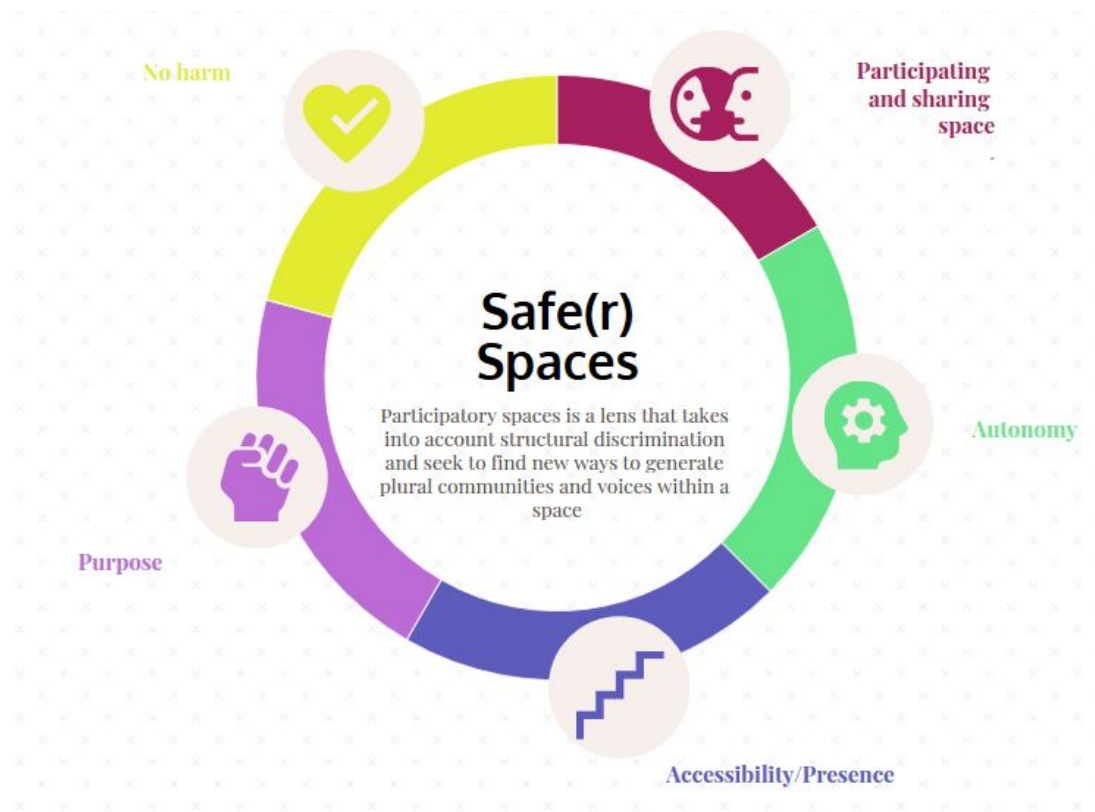 No harm
Participating
and sharing
space
.
Safe(r)
Spaces
Participatory spaces is a lens that takes
into account structural discrimination
and seek to find new ways to generate
plural communities and voices within a
space
Autonomy
Purpose
Accessibility/Presence